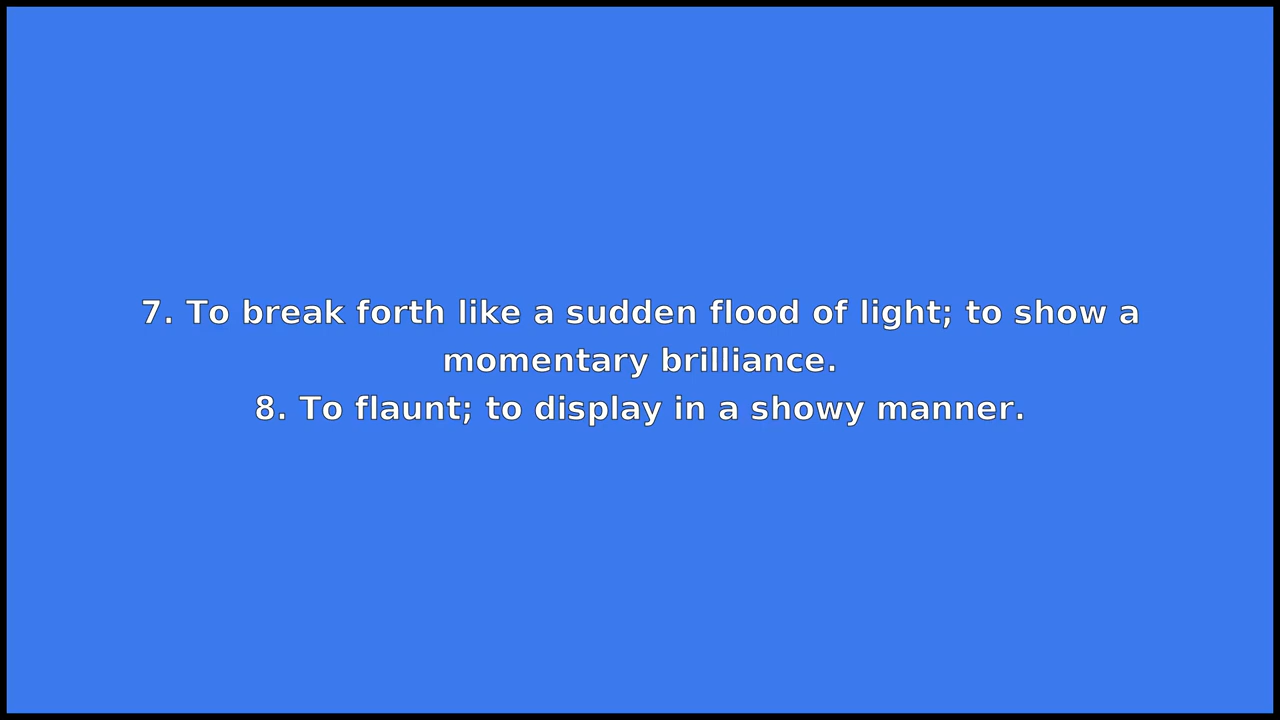 7. To break forth like a sudden flood of light; to show a
momentary brilliance.
8. To flaunt; to display in a showy manner.